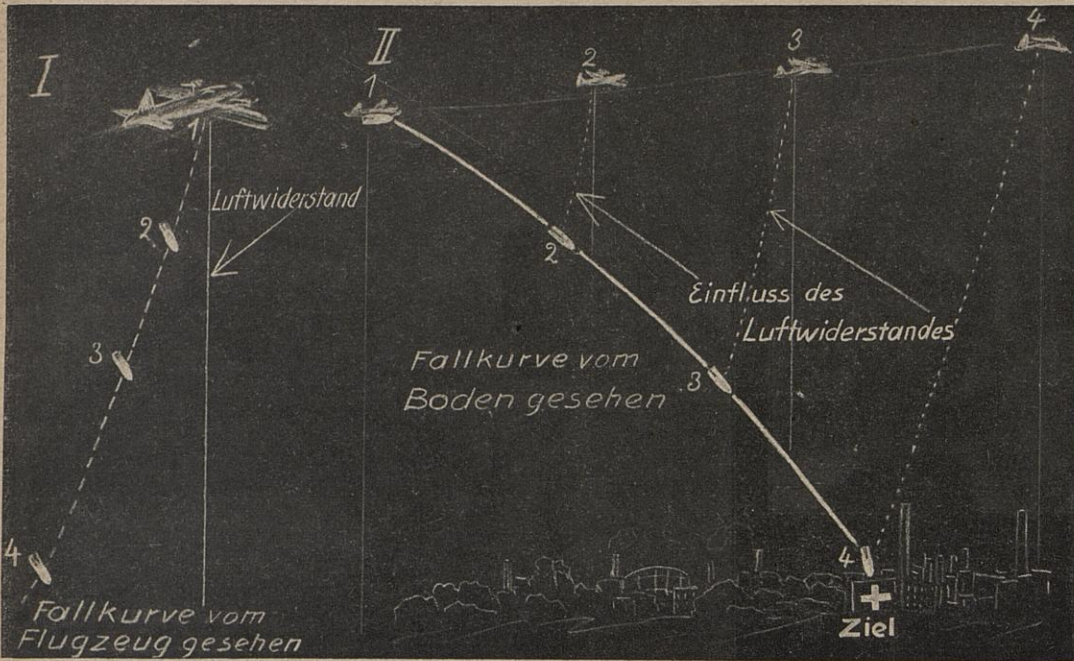 I
1
2
3
4
Luftwiderstand
Fallkurve vom
Flugzeug gesehen
II
1
2
3
4
2
3
4
Einfluss des
Luftwiderstandes
Fallkurve vom
Boden gesehen
Ziel